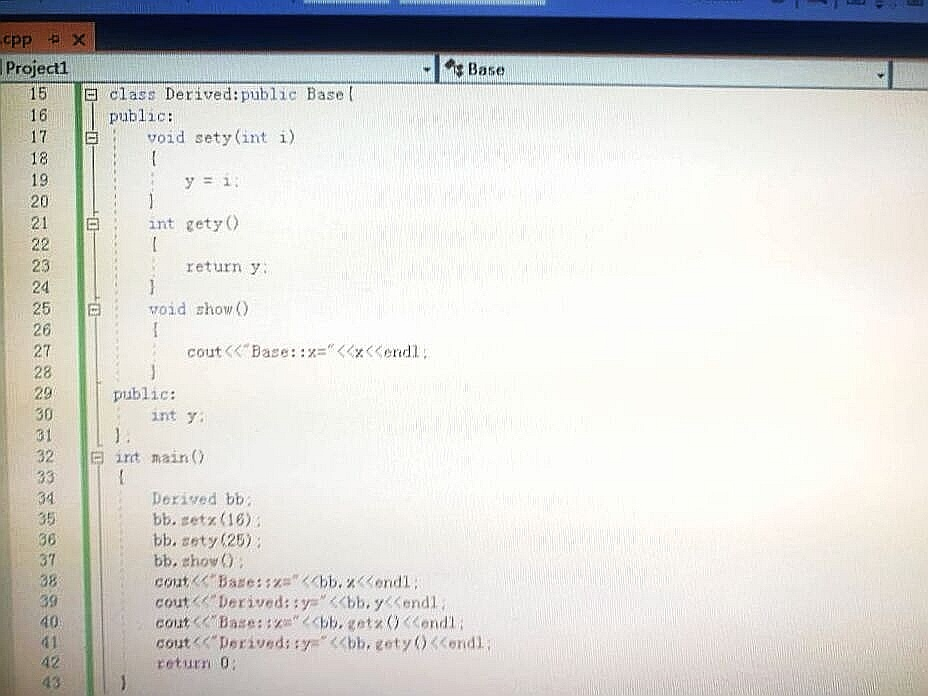 .cpp
Project1 Base
15 class Derived:public Base{
16 public:
17 void sety(int i)
18 {
19 y = i;
20 }
21 int gety()
22 {
23 return y;
24 }
25 void show()
26 {
27 cout<<"Base::x="<<x<<endl;
28 }
29 public:
30 int y;
31 };
32 int main()
33 {
34 Derived bb;
35 bb.setx(16);
36 bb.sety(25);
37 bb.show();
38 cout<<"Base::x="<<bb.x<<endl;
39 cout<<"Derived::y="<<bb.y<<endl;
40 cout<<"Base::x="<<bb.getx()<<endl;
41 cout<<"Derived::y="<<bb.gety()<<endl;
42 return 0;
43 }